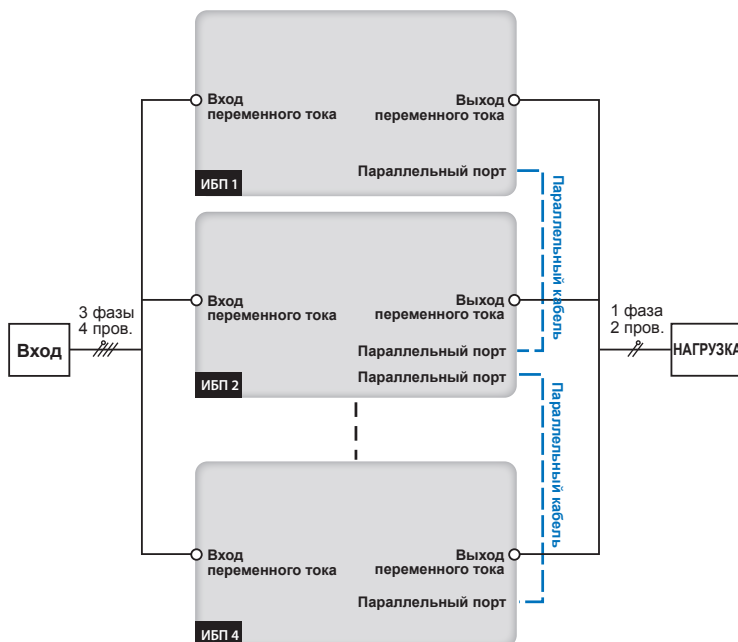 Вход
переменного тока
Выход
переменного тока
Параллельный порт
ИБП 1
Параллельный кабель
Вход
переменного тока
Выход
переменного тока
3 фазы
4 пров.
1 фаза
2 пров.
Вход
НАГРУЗКА
Параллельный порт
Параллельный порт
ИБП 2
Параллельный кабель
Вход
переменного тока
Выход
переменного тока
Параллельный порт
ИБП 4